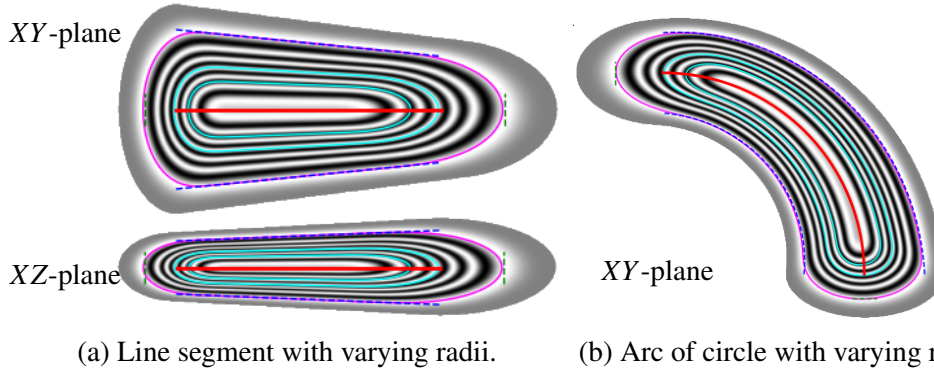 XY-plane
XZ-plane
XY-plane
(a) Line segment with varying radii.
(b) Arc of circle with varying